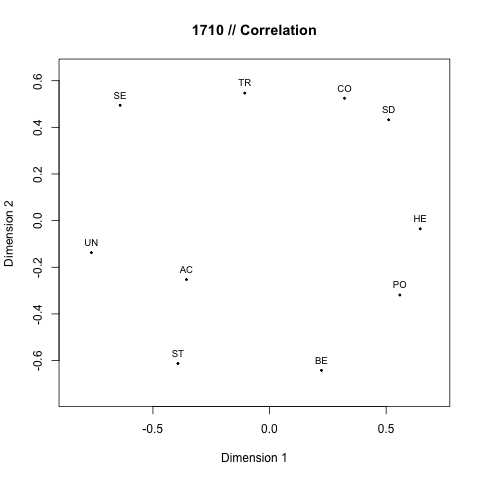 1710 // Correlation
Dimension 2
0.6
0.4
0.2
0.0
-0.2
-0.4
-0.6
SE
TR
CO
SD
HE
UN
AC
PO
ST
BE
-0.5
0.0
0.5
Dimension 1